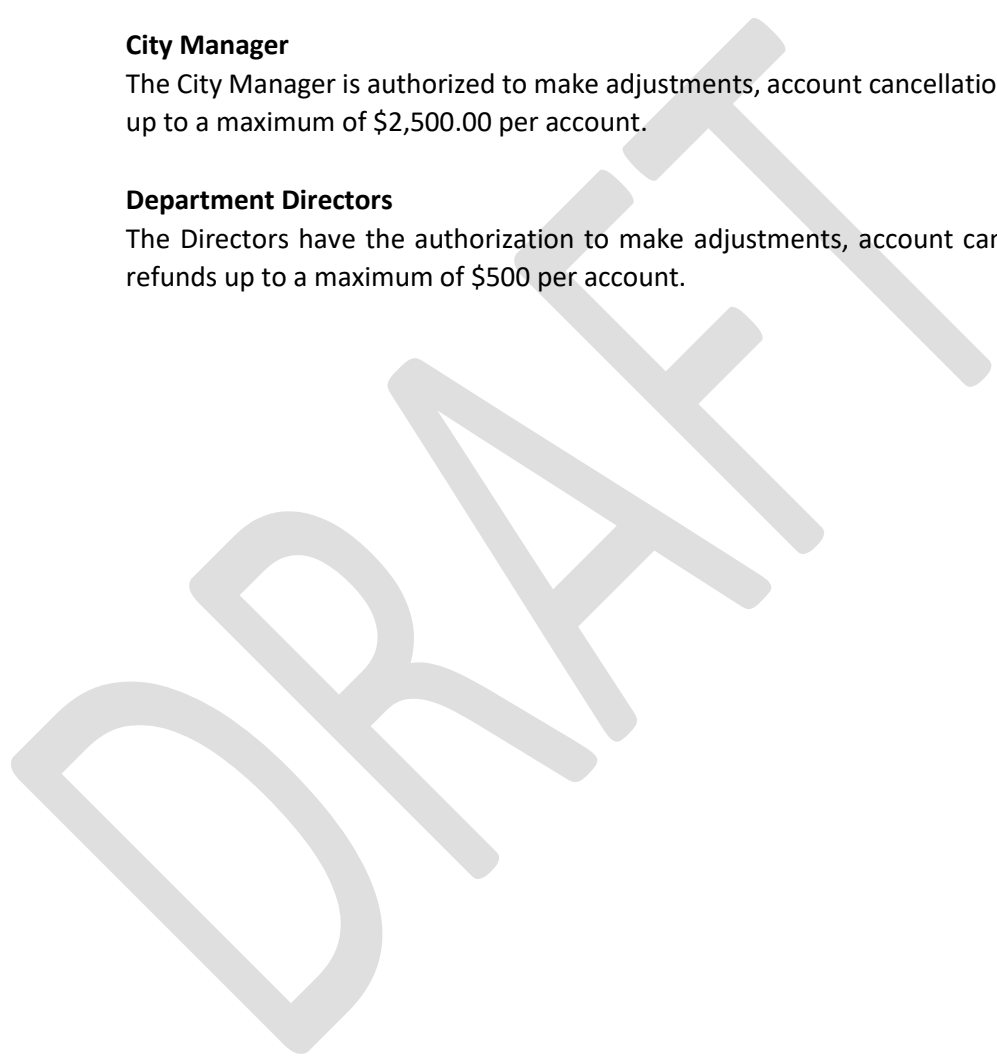 City Manager
The City Manager is authorized to make adjustments, account
up to a maximum of $2,500.00 per account.
Department Directors
The Directors have the authorization to make adjustments, account
refunds up to a maximum of $500 per account.
DRAFT